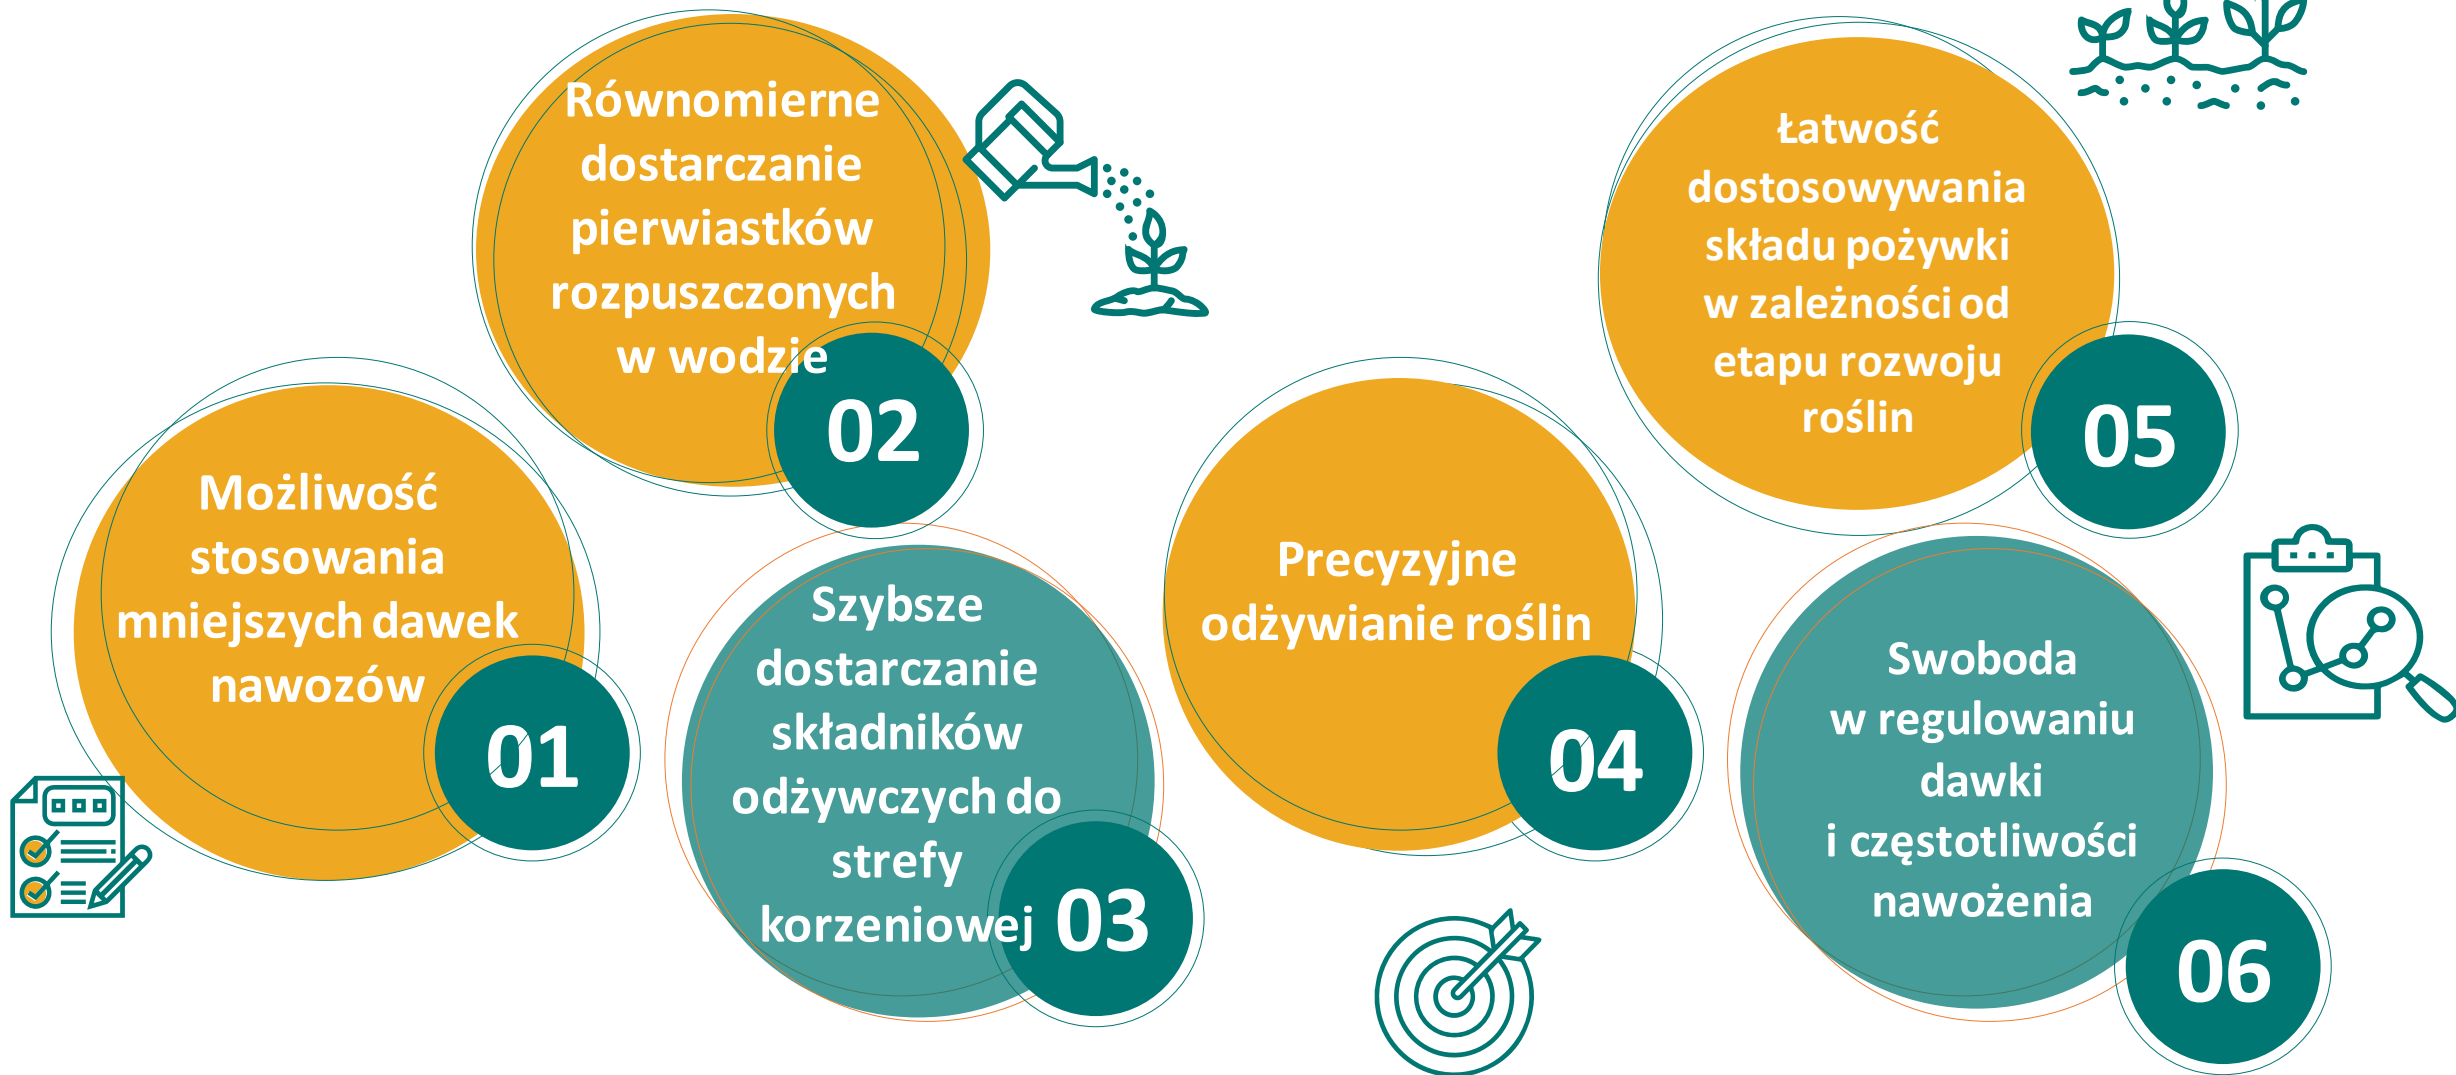 Możliwość
stosowania
mniejszych dawek
nawozów
01
Równomierne
dostarczanie
pierwiastków
rozpuszczonych
w wodzie
02
Szybsze
dostarczanie
składników
odżywczych do
strefy
korzeniowej
03
Precyzyjne
odżywianie roślin
04
Łatwość
dostosowywania
składu pożywki
w zależności od
etapu rozwoju
roślin
05
Swoboda
w regulowaniu
dawki
i częstotliwości
nawożenia
06